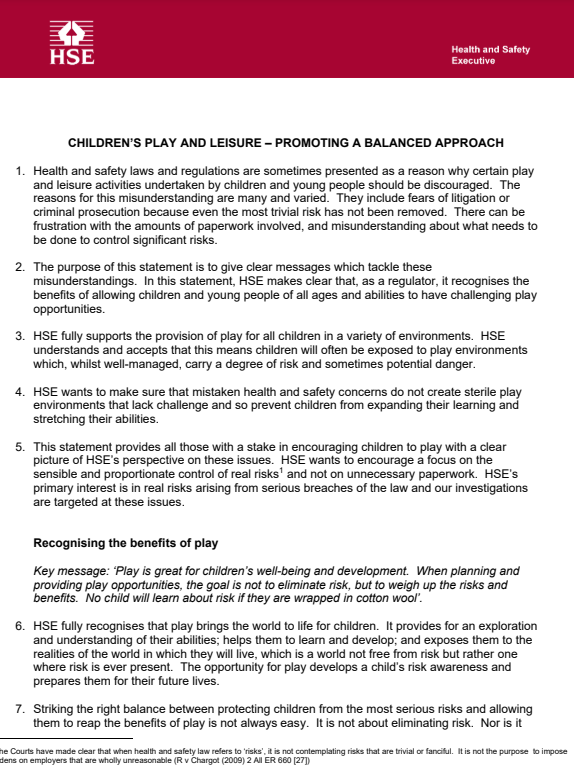 HSE
Health and Safety
Executive
CHILDREN'S PLAY AND LEISURE – PROMOTING A BALANCED APPROACH
1. Health and safety laws and regulations are sometimes presented as a reason why certain play
and leisure activities undertaken by children and young people should be discouraged. The
reasons for this misunderstanding are many and varied. They include fears of litigation or
criminal prosecution because even the most trivial risk has not been removed. There can be
frustration with the amounts of paperwork involved, and misunderstanding about what needs to
be done to control significant risks.
2. The purpose of this statement is to give clear messages which tackle these
misunderstandings. In this statement, HSE makes clear that, as a regulator, it recognises the
benefits of allowing children and young people of all ages and abilities to have challenging play
opportunities.
3. HSE fully supports the provision of play for all children in a variety of environments. HSE
understands and accepts that this means children will often be exposed to play environments
which, whilst well-managed, carry a degree of risk and sometimes potential danger.
4. HSE wants to make sure that mistaken health and safety concerns do not create sterile play
environments that lack challenge and so prevent children from expanding their learning and
stretching their abilities.
5. This statement provides all those with a stake in encouraging children to play with a clear
picture of HSE's perspective on these issues. HSE wants to encourage a focus on the
sensible and proportionate control of real risks1 and not on unnecessary paperwork. HSE's
primary interest is in real risks arising from serious breaches of the law and our investigations
are targeted at these issues.
Recognising the benefits of play
Key message: 'Play is great for children's well-being and development. When planning and
providing play opportunities, the goal is not to eliminate risk, but to weigh up the risks and
benefits. No child will learn about risk if they are wrapped in cotton wool'.
6. HSE fully recognises that play brings the world to life for children. It provides for an exploration
and understanding of their abilities; helps them to learn and develop; and exposes them to the
realities of the world in which they will live, which is a world not free from risk but rather one
where risk is ever present. The opportunity for play develops a child's risk awareness and
prepares them for their future lives.
7. Striking the right balance between protecting children from the most serious risks and allowing
them to reap the benefits of play is not always easy. It is not about eliminating risk. Nor is it
he Courts have made clear that when health and safety law refers to 'risks', it is not contemplating risks that are trivial or fanciful. It is not the purpose to impose
dens on employers that are wholly unreasonable (R v Chargot (2009) 2 All ER 660 [27])